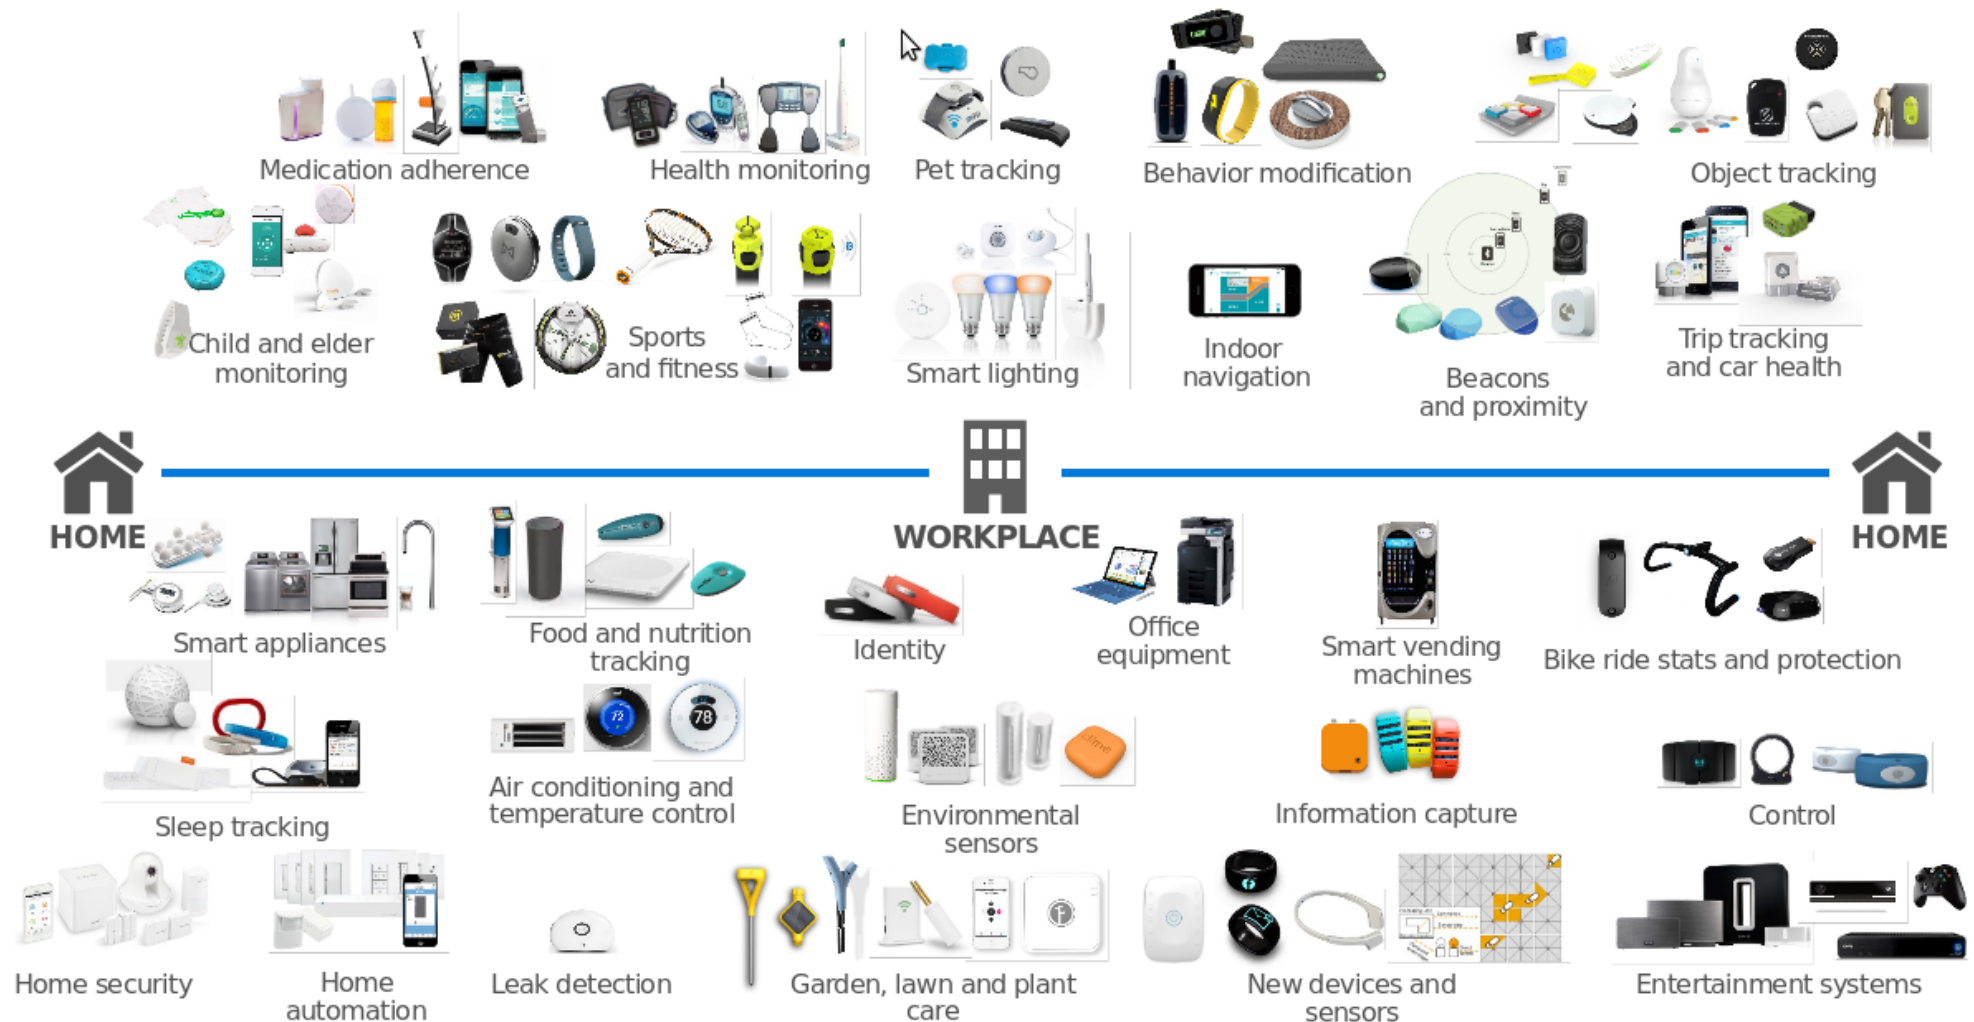 Medication adherence
Health monitoring
Pet tracking
Behavior modification
Object tracking
Child and elder
monitoring
Sports
and fitness
Smart lighting
Indoor
navigation
Beacons
and proximity
Trip tracking
and car health
HOME
WORKPLACE
HOME
Smart appliances
Food and nutrition
tracking
Identity
Office
equipment
Smart vending
machines
Bike ride stats and protection
Sleep tracking
72
78
Air conditioning and
temperature control
dime
Environmental
sensors
Information capture
Control
Home security
Home
automation
Leak detection
Garden, lawn and plant
care
New devices and
sensors
Entertainment systems